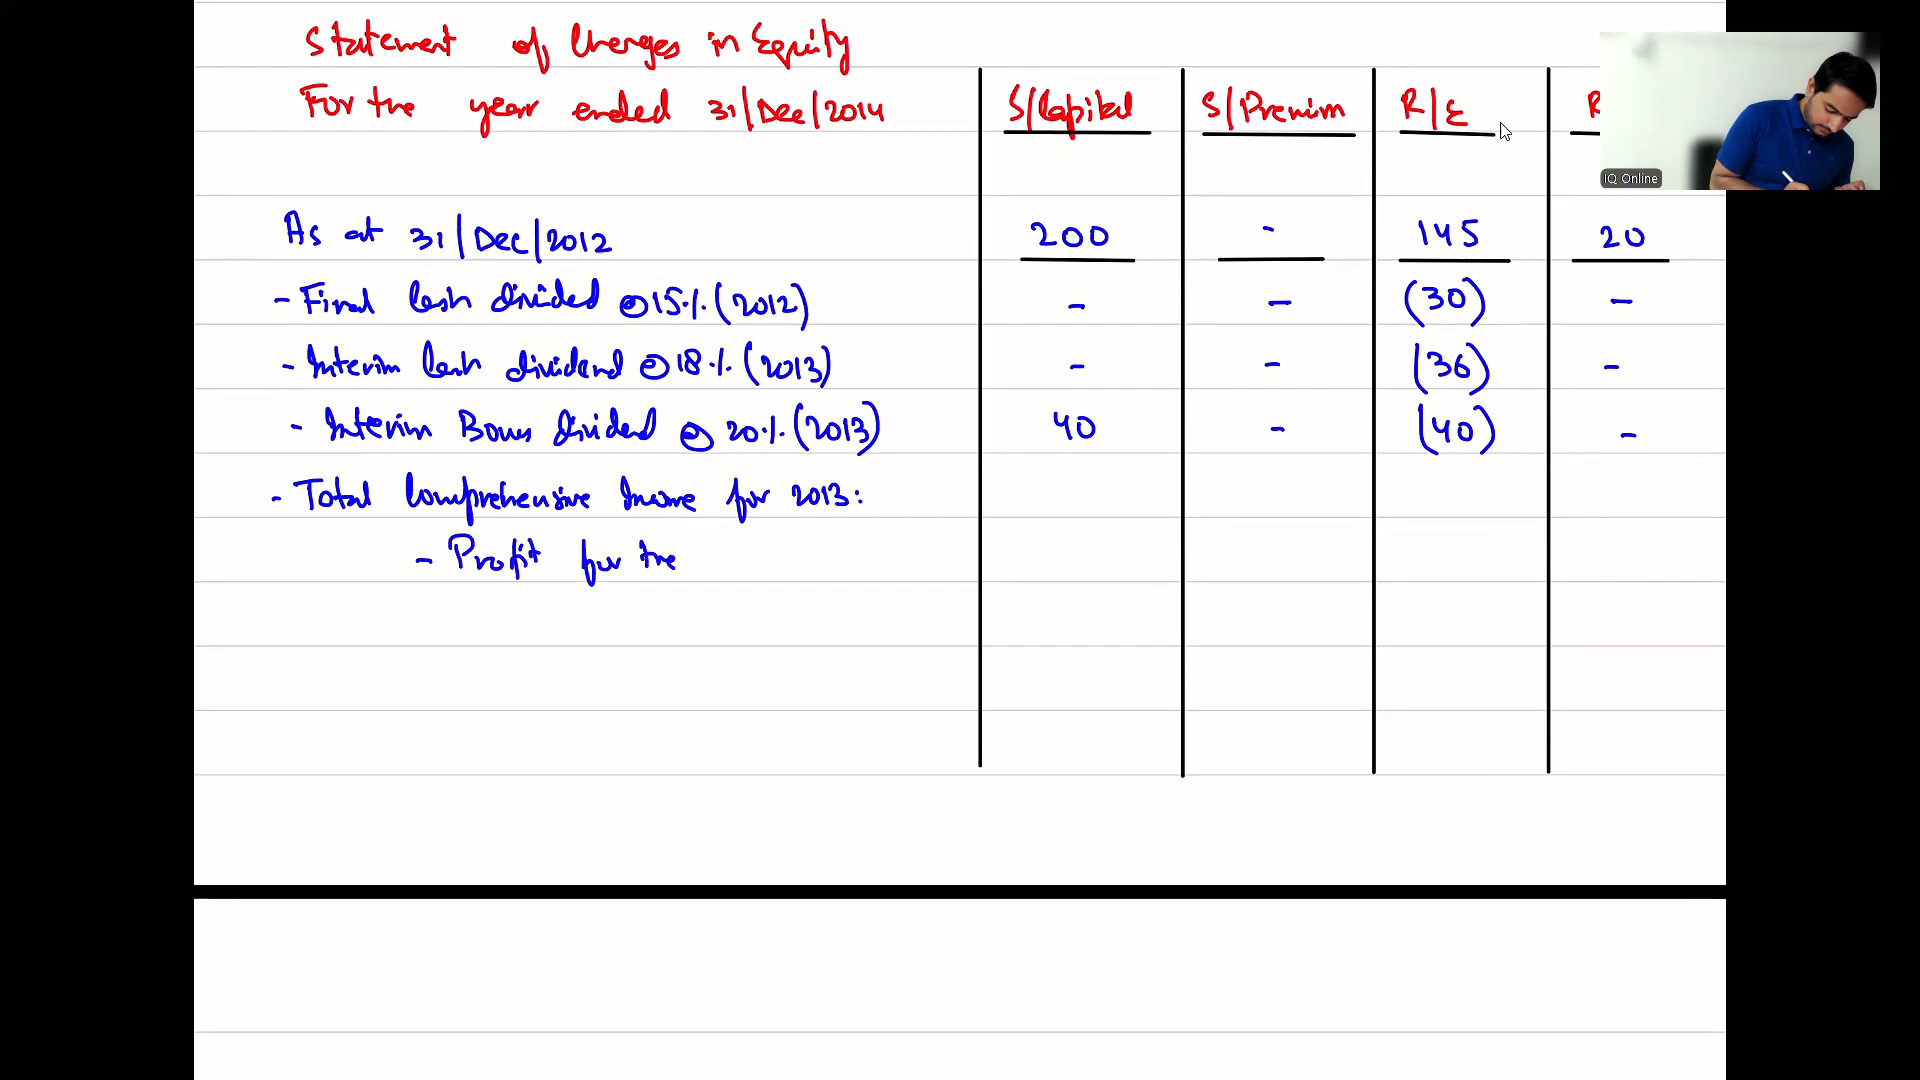 Statement of Changes in Equity
For the year ended 31/Dec/2014 S/Capital S/Premium R/E R
IQ Online
As at 31/Dec/2012 200 - 145 20
- Final Cash divided @ 15% (2012) - - (30) -
- Interim Cash dividend @ 18% (2013) - - (36) -
- Interim Bonus dividend @ 20% (2013) 40 - (40) -
- Total Comprehensive Income for 2013:
- Profit for the